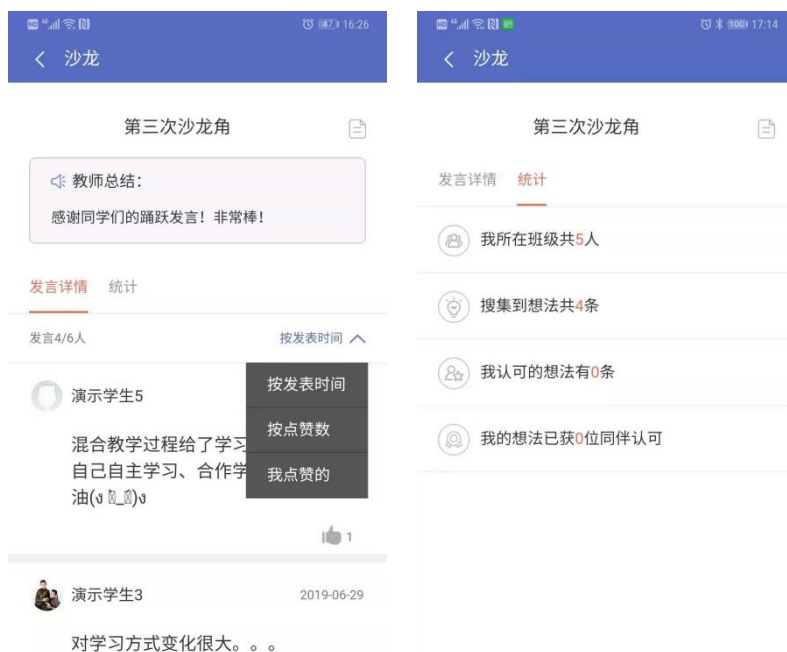 16:26
沙龙
第三次沙龙角
教师总结：
感谢同学们的踊跃发言！非常棒！
发言详情 统计
发言4/6人 按发表时间
按发表时间
按点赞数
我点赞的
演示学生5
混合教学过程给了学习
自己自主学习、合作学
油(ง
1
演示学生3 2019-06-29
对学习方式变化很大。。。
100 17:14
沙龙
第三次沙龙角
发言详情 统计
我所在班级共5人
搜集到想法共4条
我认可的想法有0条
我的想法已获0位同伴认可